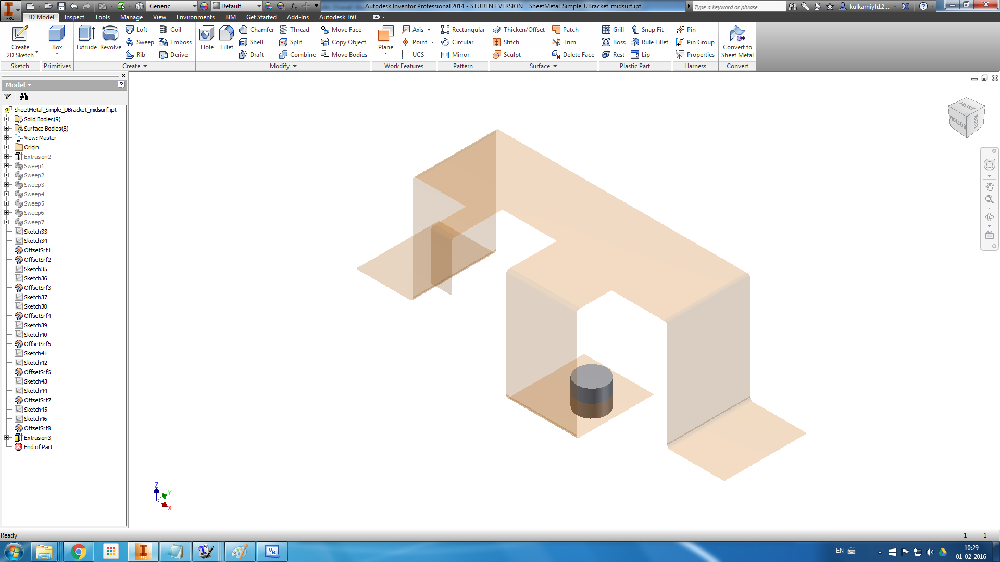 Generic Default Autodesk Inventor Professional 2014 - STUDENT VERSION SheetMetal_Simple_UBracket_midsurf.ipt Type a keyword or phrase kulkarniyh12....
PRO 3D Model Inspect Tools Manage View Environments BIM Get Started Add-Ins Autodesk 360
Loft Coil Chamfer Thread Move Face Axis Rectangular Thicken/Offset Patch Grill Snap Fit Pin
Sweep Emboss Shell Split Copy Object Point Circular Stitch Trim Boss Rule Fillet Pin Group
Create 2D Sketch Box Extrude Revolve Hole Fillet Plane Convert to Sheet Metal
Rib Derive Draft Combine Move Bodies UCS Mirror Sculpt Delete Face Rest Lip Properties
Sketch Primitives Create Modify Work Features Pattern Surface Plastic Part Harness Convert
Model
SheetMetal_Simple_UBracket_midsurf.ipt
Solid Bodies(9)
Surface Bodies(8)
View: Master
Origin
Extrusion2
Sweep1
Sweep2
Sweep3
Sweep4
Sweep5
Sweep6
Sweep7
Sketch33
Sketch34
OffsetSrf1
OffsetSrf2
Sketch35
Sketch36
OffsetSrf3
Sketch37
Sketch38
OffsetSrf4
Sketch39
Sketch40
OffsetSrf5
Sketch41
Sketch42
OffsetSrf6
Sketch43
Sketch44
OffsetSrf7
Sketch45
Sketch46
OffsetSrf8
Extrusion3
End of Part
FRONT
BOTTOM
RIGHT
Z
Y
X
Ready 1 1
EN 10:29
01-02-2016